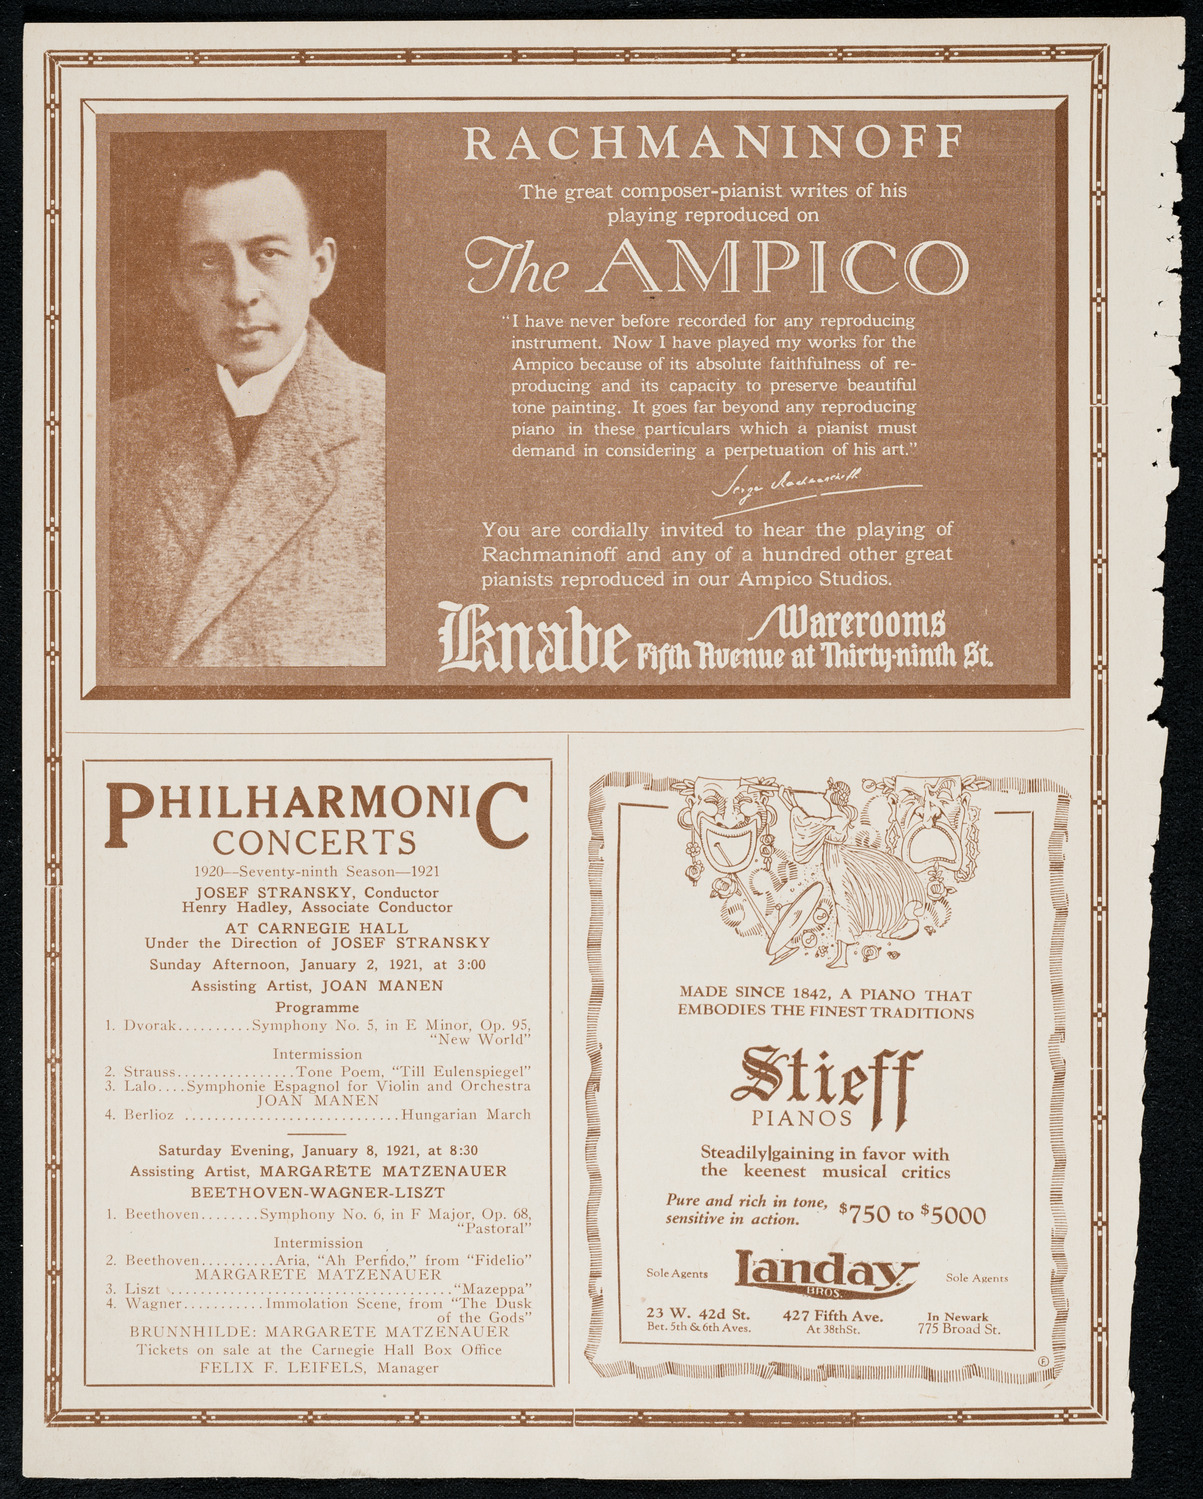 RACHMANINOFF
The great composer-pianist writes of his
playing reproduced on
The AMPICO
“I have never before recorded for any reproducing
instrument. Now I have played my works for the
Ampico because of its absolute faithfulness of re-
producing and its capacity to preserve beautiful
tone painting. It goes far beyond any reproducing
piano in these particulars which a pianist must
demand in considering a perpetuation of his art.”
Serge Rachmaninoff
You are cordially invited to hear the playing of
Rachmaninoff and any of a hundred other great
pianists reproduced in our Ampico Studios.
Knabe Warerooms
Fifth Avenue at Thirty-ninth St.
PHILHARMONIC
CONCERTS
1920—Seventy-ninth Season—1921
JOSEF STRANSKY, Conductor
Henry Hadley, Associate Conductor
AT CARNEGIE HALL
Under the Direction of JOSEF STRANSKY
Sunday Afternoon, January 2, 1921, at 3:00
Assisting Artist, JOAN MANEN
Programme
1. Dvorak..........Symphony No. 5, in E Minor, Op. 95,
“New World”
Intermission
2. Strauss................Tone Poem, “Till Eulenspiegel”
3. Lalo....Symphonie Espagnol for Violin and Orchestra
JOAN MANEN
4. Berlioz .............................Hungarian March
Saturday Evening, January 8, 1921, at 8:30
Assisting Artist, MARGARETE MATZENAUER
BEETHOVEN-WAGNER-LISZT
1. Beethoven........Symphony No. 6, in F Major, Op. 68,
“Pastoral”
Intermission
2. Beethoven..........Aria, “Ah Perfido,” from “Fidelio”
MARGARETE MATZENAUER
3. Liszt ......................................“Mazeppa”
4. Wagner...........Immolation Scene, from “The Dusk
of the Gods”
BRUNNHILDE: MARGARETE MATZENAUER
Tickets on sale at the Carnegie Hall Box Office
FELIX F. LEIFELS, Manager
MADE SINCE 1842, A PIANO THAT
EMBODIES THE FINEST TRADITIONS
Stieff
PIANOS
Steadily gaining in favor with
the keenest musical critics
Pure and rich in tone,
sensitive in action.
$750 to $5000
Sole Agents Landay BROS. Sole Agents
23 W. 42d St.
Bet. 5th & 6th Aves.
427 Fifth Ave.
At 38th St.
In Newark
775 Broad St.